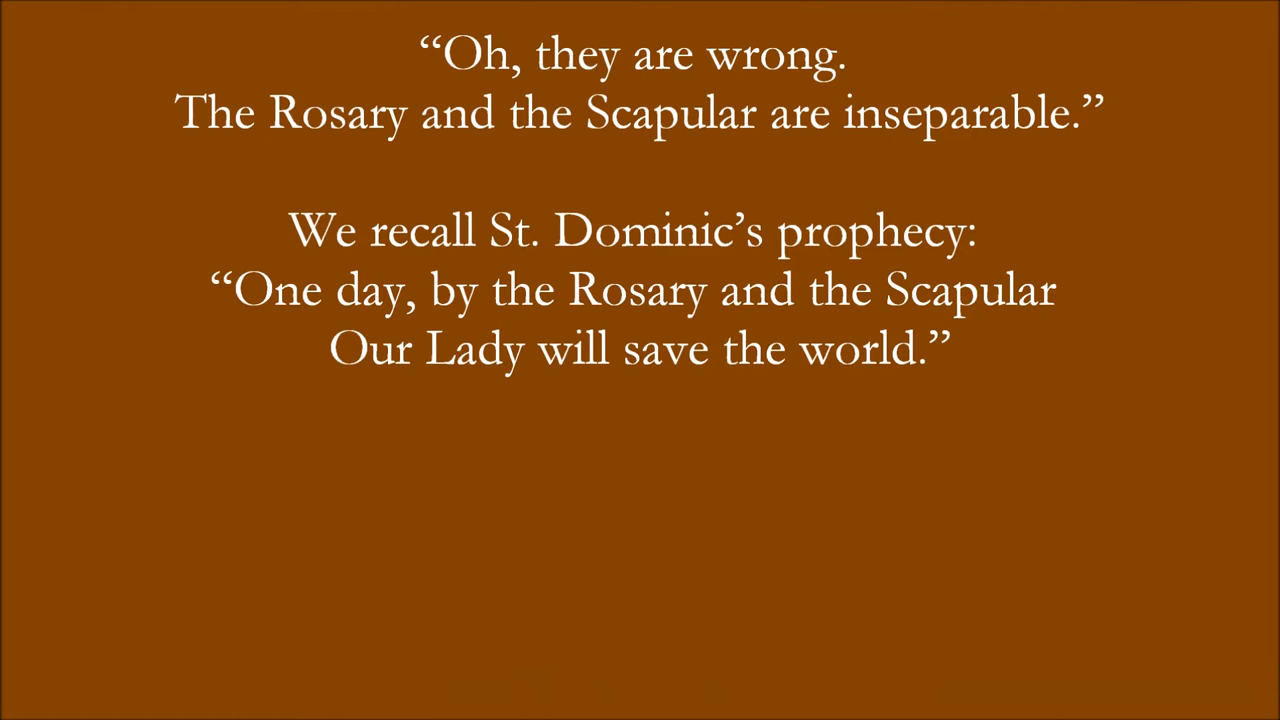 “Oh, they are wrong.
The Rosary and the Scapular are inseparable.”
We recall St. Dominic’s prophecy:
“One day, by the Rosary and the Scapular
Our Lady will save the world.”